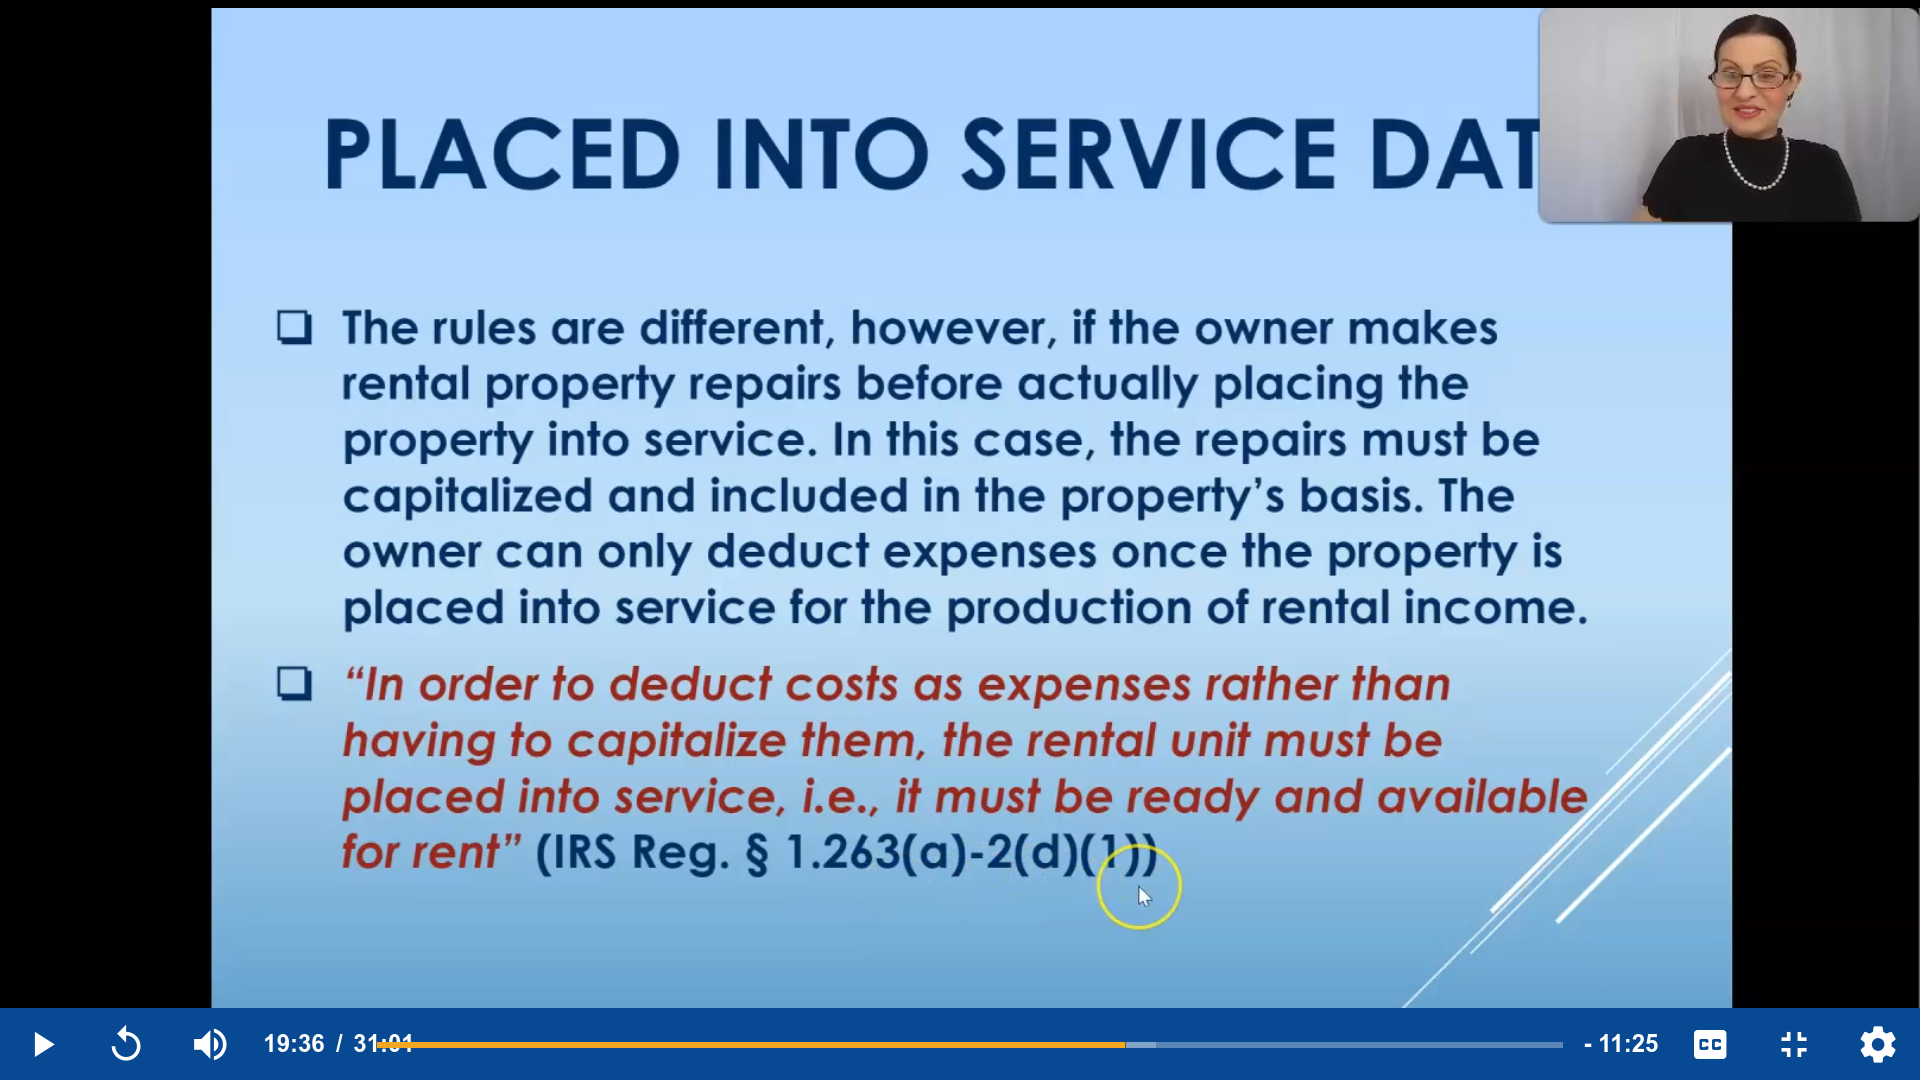 PLACED INTO SERVICE DAT
The rules are different, however, if the owner makes
rental property repairs before actually placing the
property into service. In this case, the repairs must be
capitalized and included in the property’s basis. The
owner can only deduct expenses once the property is
placed into service for the production of rental income.
“In order to deduct costs as expenses rather than
having to capitalize them, the rental unit must be
placed into service, i.e., it must be ready and available
for rent” (IRS Reg. § 1.263(a)-2(d)(1))
19:36 / 31:01 - 11:25 CC